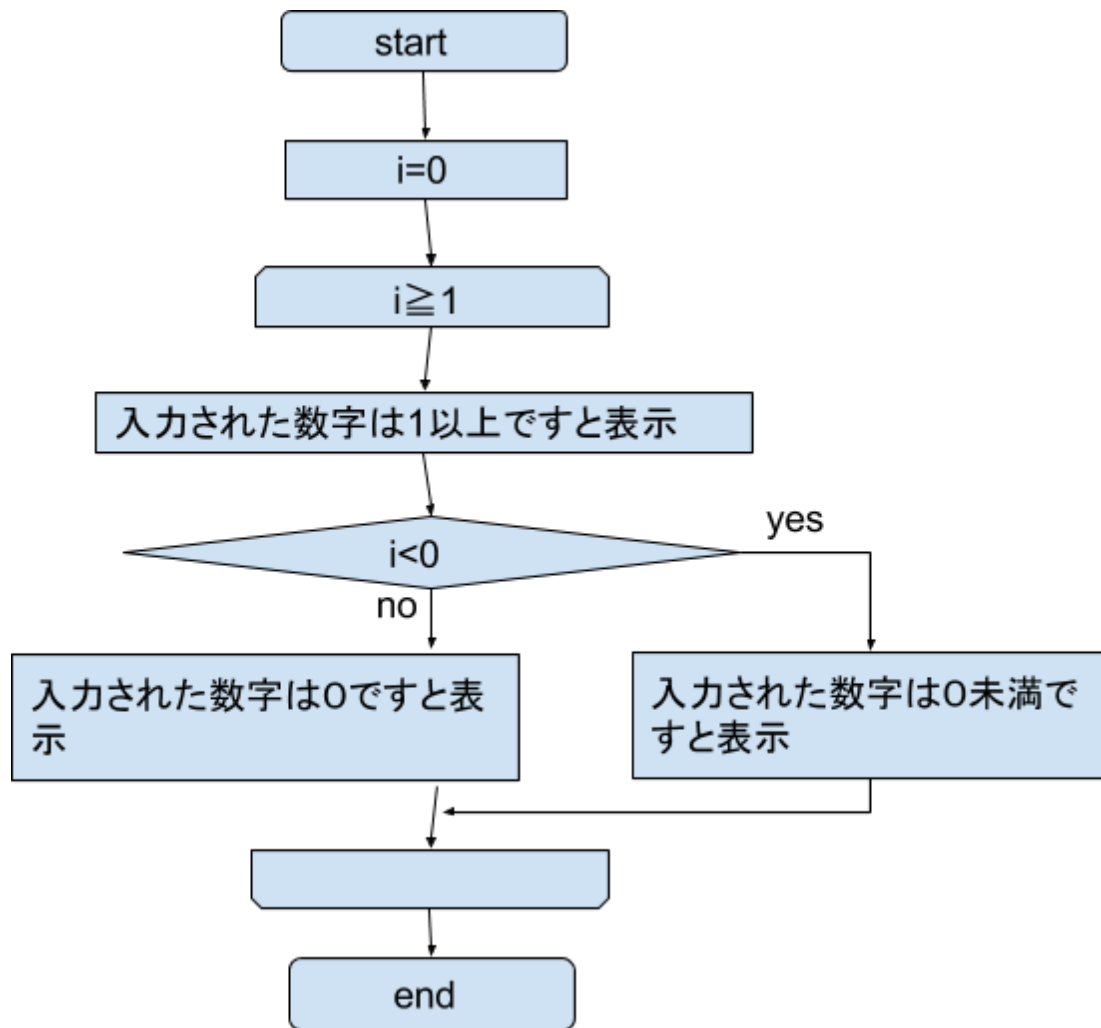 start
i=0
i≧1
入力された数字は1以上ですと表示
i<0
yes
no
入力された数字は0ですと表
示
入力された数字は0未満で
すと表示
end